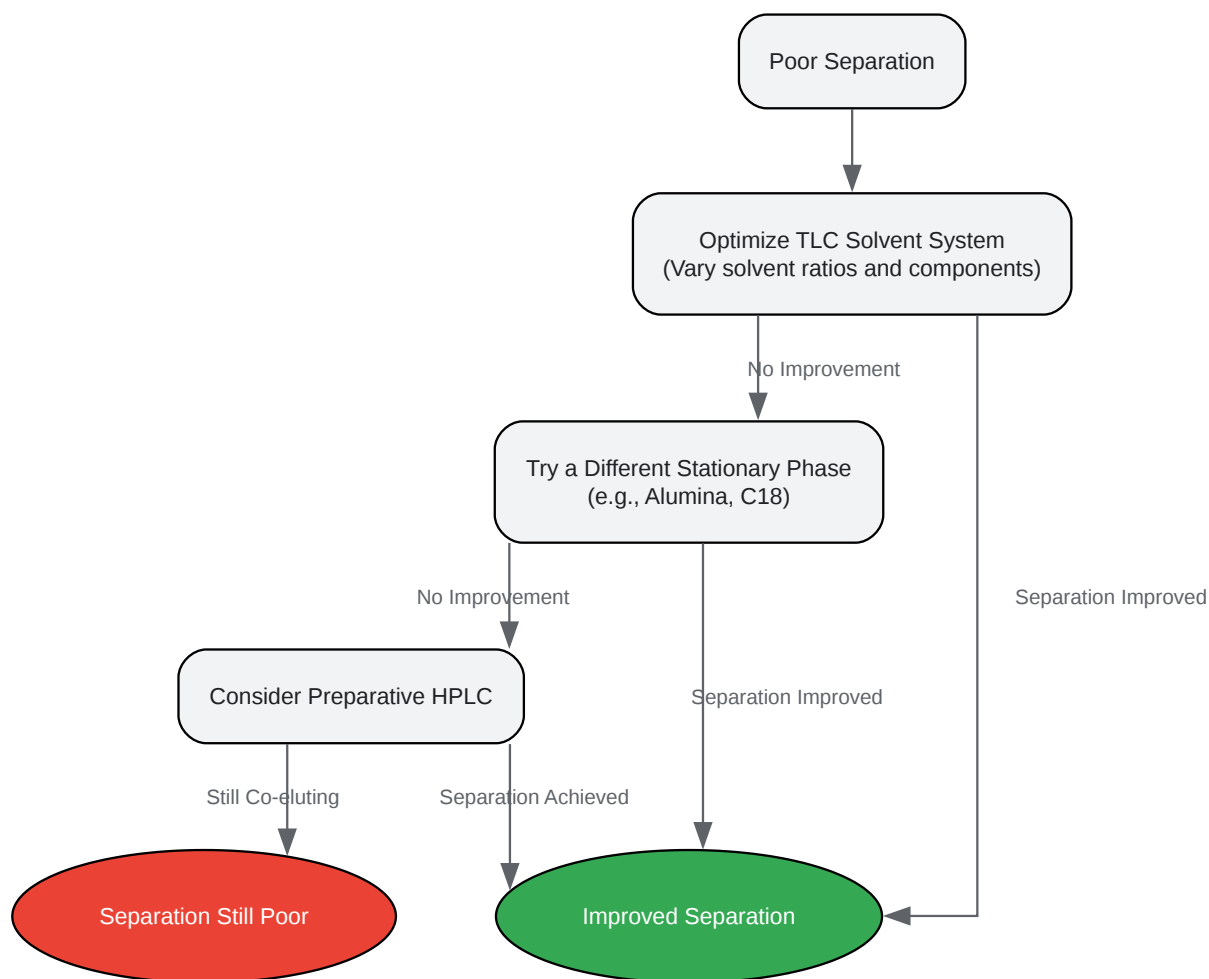 Poor Separation
Optimize TLC Solvent System
(Vary solvent ratios and components)
No Improvement
Try a Different Stationary Phase
(e.g., Alumina, C18)
No Improvement
Separation Improved
Consider Preparative HPLC
Separation Improved
Still Co-eluting
Separation Achieved
Separation Still Poor
Improved Separation